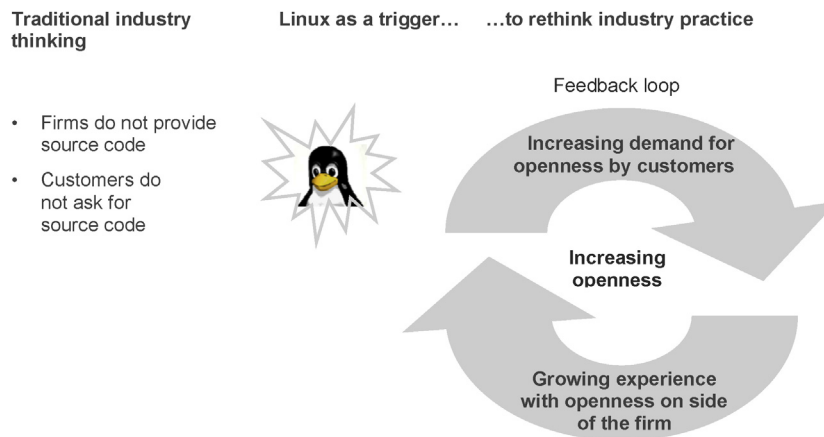 Traditional industry
thinking
• Firms do not provide
source code
• Customers do
not ask for
source code
Linux as a trigger…
…to rethink industry practice
Feedback loop
Increasing demand for
openness by customers
Increasing
openness
Growing experience
with openness on side
of the firm